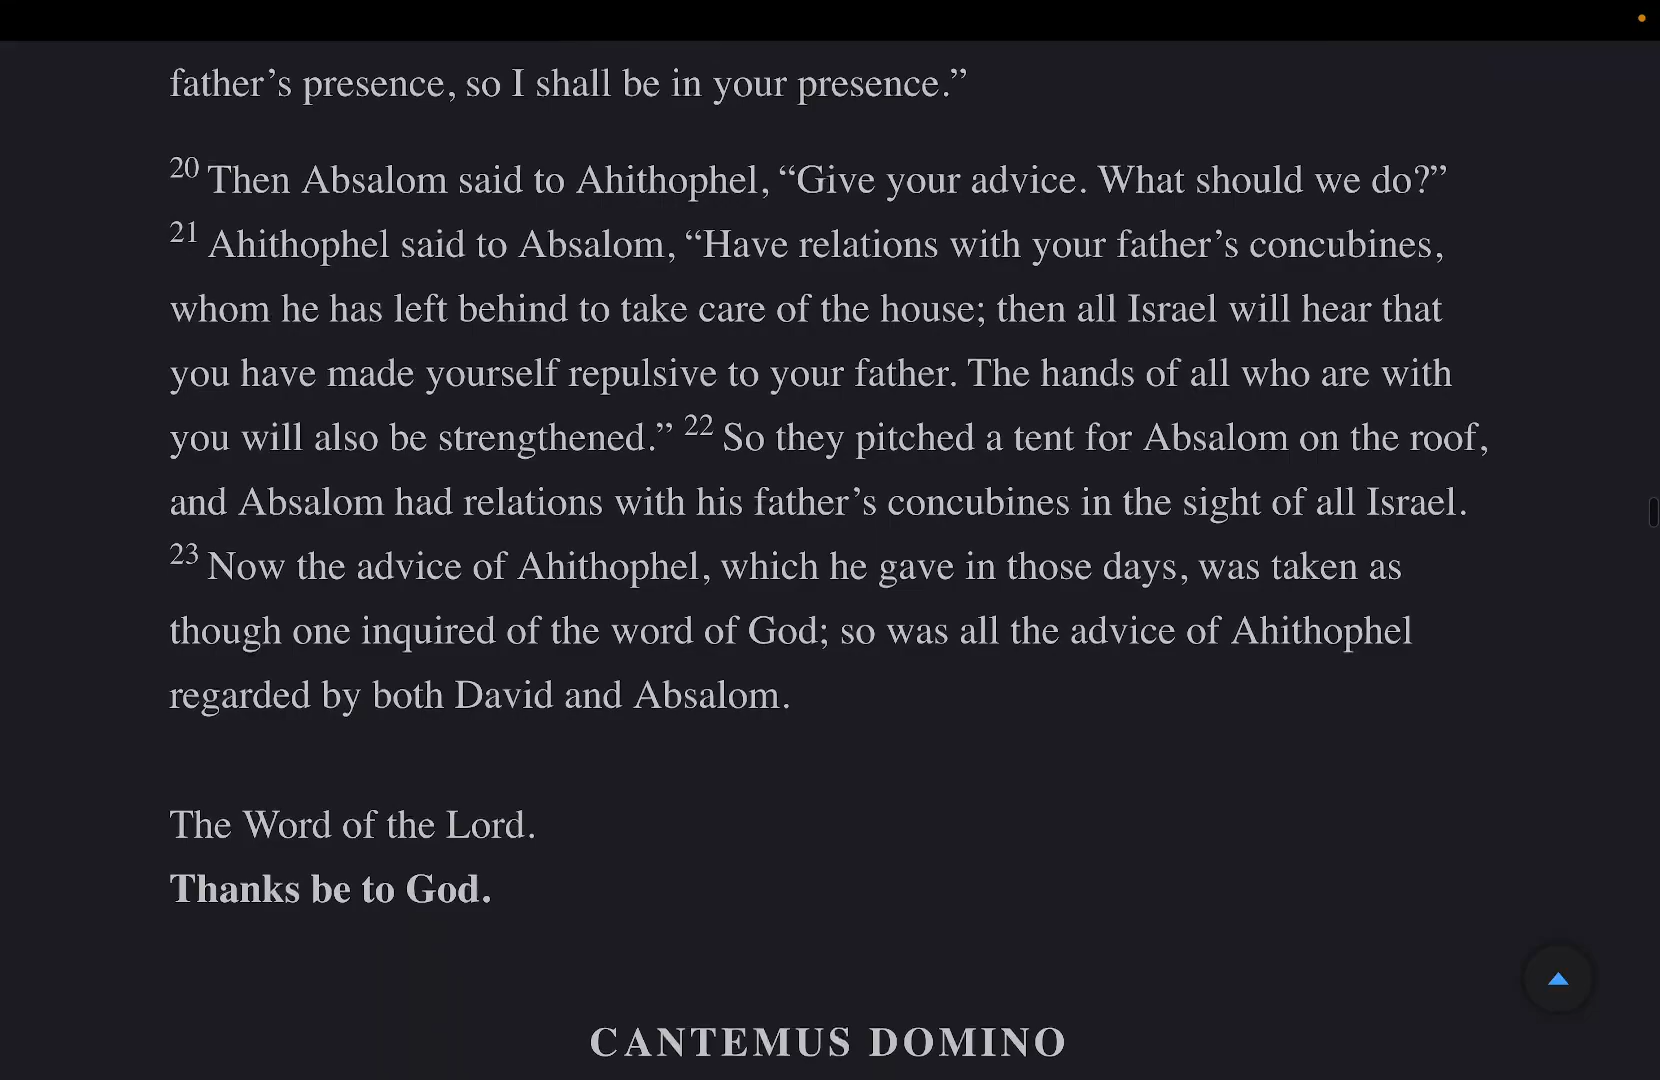 father’s presence, so I shall be in your presence.”
20 Then Absalom said to Ahithophel, “Give your advice. What should we do?”
21 Ahithophel said to Absalom, “Have relations with your father’s concubines,
whom he has left behind to take care of the house; then all Israel will hear that
you have made yourself repulsive to your father. The hands of all who are with
you will also be strengthened.” 22 So they pitched a tent for Absalom on the roof,
and Absalom had relations with his father’s concubines in the sight of all Israel.
23 Now the advice of Ahithophel, which he gave in those days, was taken as
though one inquired of the word of God; so was all the advice of Ahithophel
regarded by both David and Absalom.
The Word of the Lord.
Thanks be to God.
CANTEMUS DOMINO